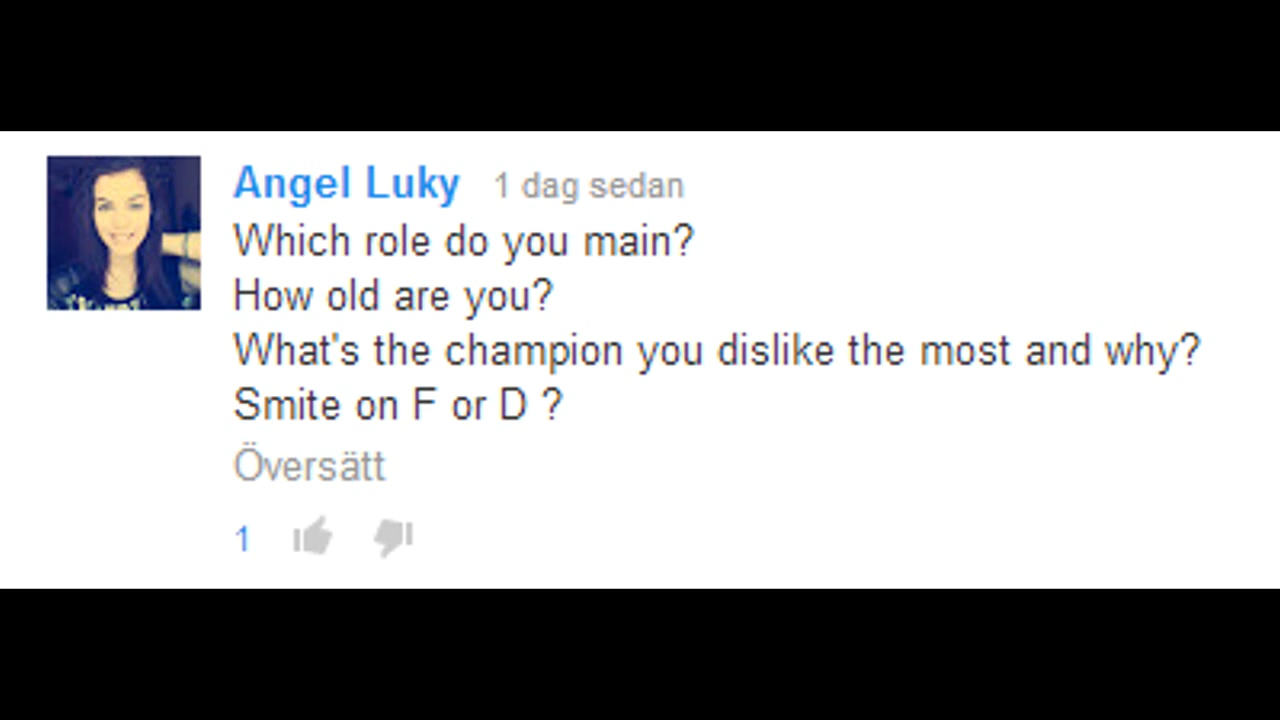 Angel Luky 1 dag sedan
Which role do you main?
How old are you?
What's the champion you dislike the most and why?
Smite on F or D ?
Översätt
1